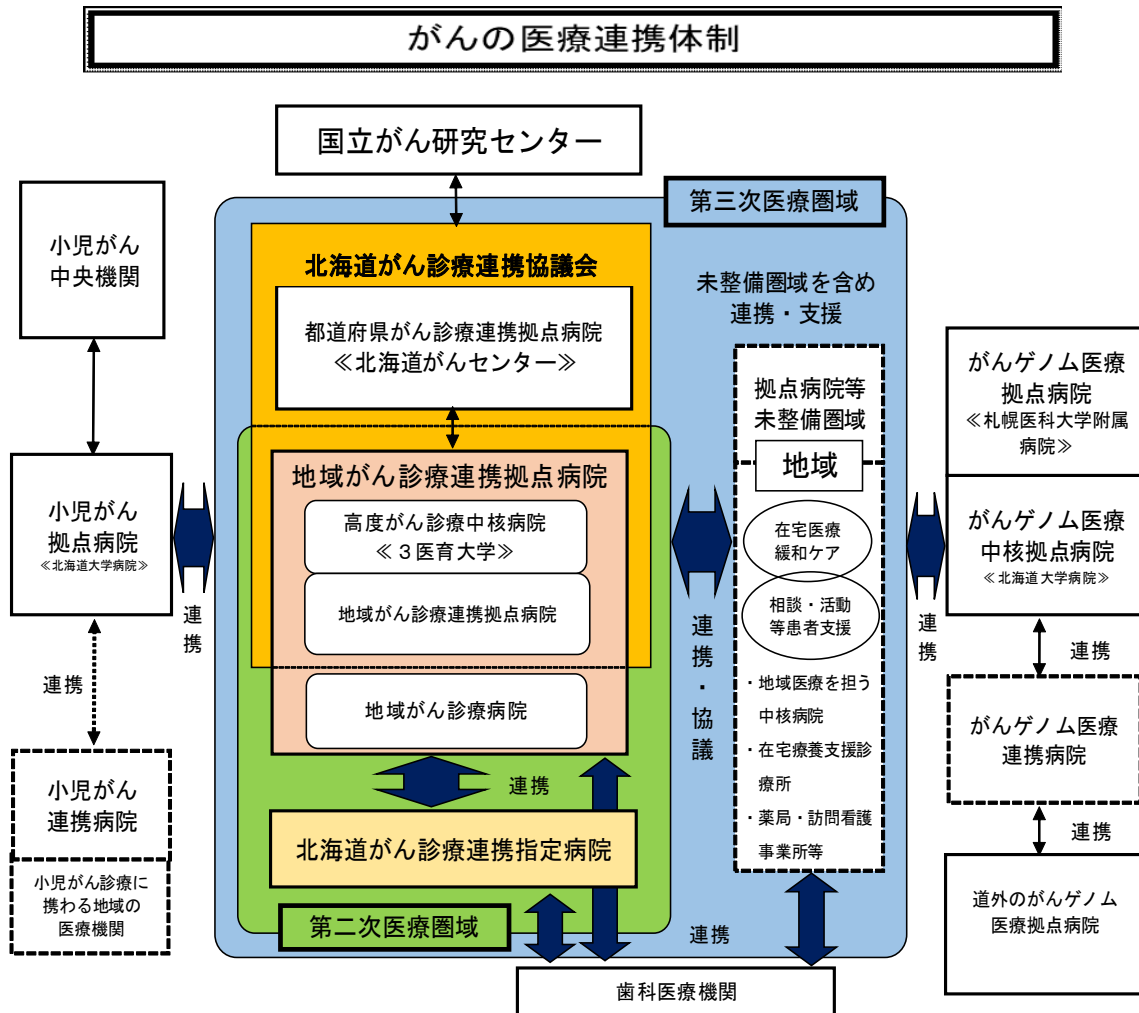 がんの医療連携体制
国立がん研究センター
第三次医療圏域
小児がん
中央機関
北海道がん診療連携協議会
都道府県がん診療連携拠点病院
≪北海道がんセンター≫
未整備圏域を含め
連携・支援
拠点病院等
未整備圏域
地域
在宅医療
緩和ケア
相談・活動
等患者支援
・地域医療を担う
中核病院
・在宅療養支援診
療所
・薬局・訪問看護
事業所等
がんゲノム医療
拠点病院
≪札幌医科大学附属
病院≫
がんゲノム医療
中核拠点病院
≪北海道大学病院≫
連携
がんゲノム医療
連携病院
連携
道外のがんゲノム
医療拠点病院
小児がん
拠点病院
≪北海道大学病院≫
連携
連携
小児がん
連携病院
小児がん診療に
携わる地域の
医療機関
地域がん診療連携拠点病院
高度がん診療中核病院
≪３医育大学≫
地域がん診療連携拠点病院
地域がん診療病院
連携・協議
連携
連携
北海道がん診療連携指定病院
第二次医療圏域
連携
歯科医療機関